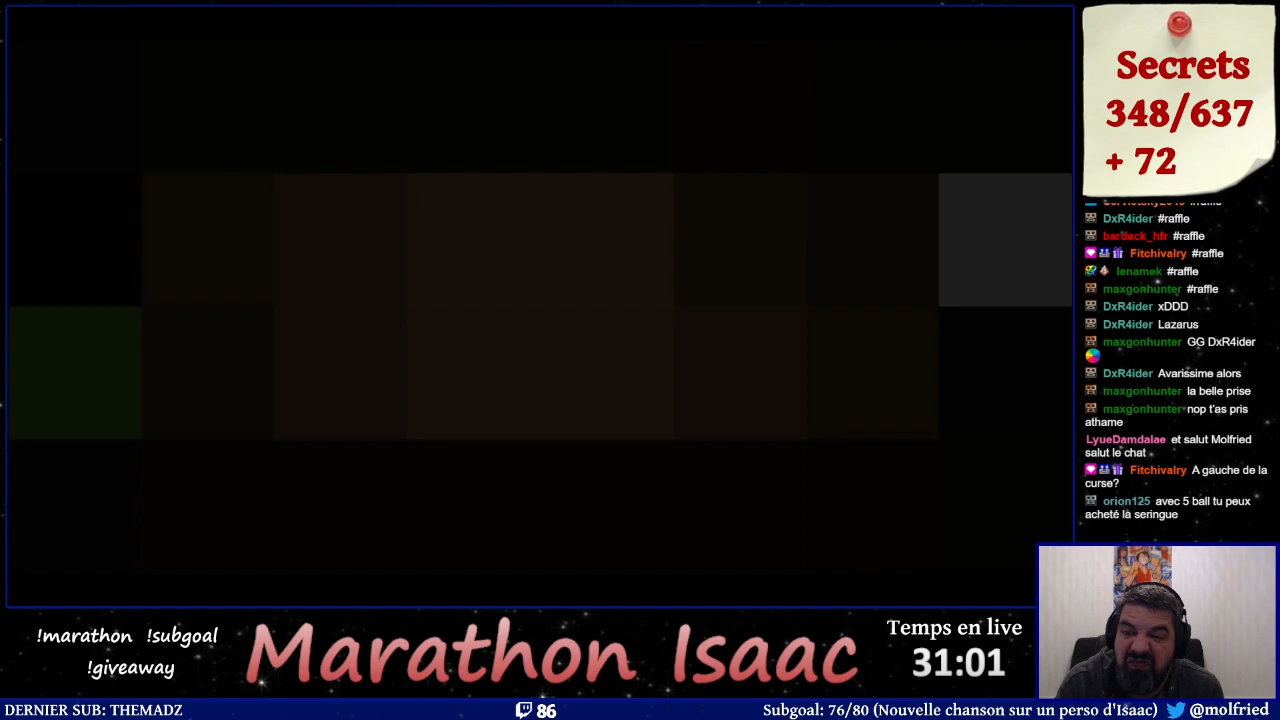 Secrets
348/637
+ 72
DxR4ider #raffle
bardack_hfr #raffle
Fitchivalry #raffle
lenamek #raffle
maxgonhunter #raffle
DxR4ider xDDD
DxR4ider Lazarus
maxgonhunter GG DxR4ider
DxR4ider Avarissime alors
maxgonhunter la belle prise
maxgonhunter nop t'as pris
athame
LyueDamdalae et salut Molfried
salut le chat
Fitchivalry A gauche de la
curse?
orion125 avec 5 ball tu peux
acheté la seringue
!marathon !subgoal
!giveaway
Marathon Isaac
Temps en live
31:01
DERNIER SUB: THEMADZ
86
Subgoal: 76/80 (Nouvelle chanson sur un perso d'Isaac)
@molfried